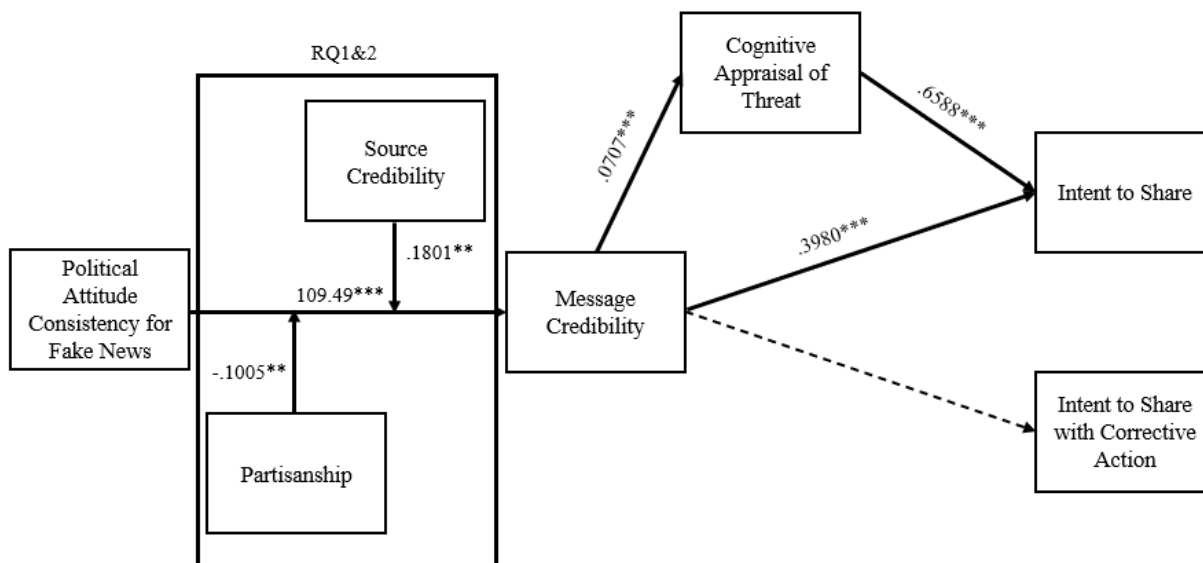 RQ1&2
Cognitive
Appraisal of
Threat
.6588***
.0707***
Source
Credibility
Intent to Share
.3980***
.1801**
Political
Attitude
Consistency for
Fake News
109.49***
Message
Credibility
-.1005**
Partisanship
Intent to Share
with Corrective
Action